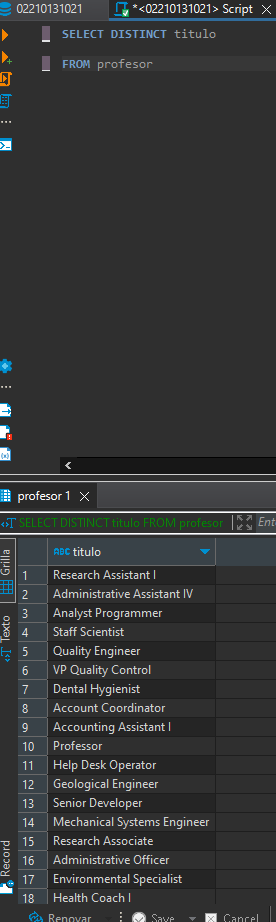 02210131021
*<02210131021> Script
SELECT DISTINCT titulo
FROM profesor
profesor 1
SELECT DISTINCT titulo FROM profesor
Grilla
Texto
Record
ABC titulo
1 Research Assistant I
2 Administrative Assistant IV
3 Analyst Programmer
4 Staff Scientist
5 Quality Engineer
6 VP Quality Control
7 Dental Hygienist
8 Account Coordinator
9 Accounting Assistant I
10 Professor
11 Help Desk Operator
12 Geological Engineer
13 Senior Developer
14 Mechanical Systems Engineer
15 Research Associate
16 Administrative Officer
17 Environmental Specialist
18 Health Coach I
Renovar
Save
Cancel